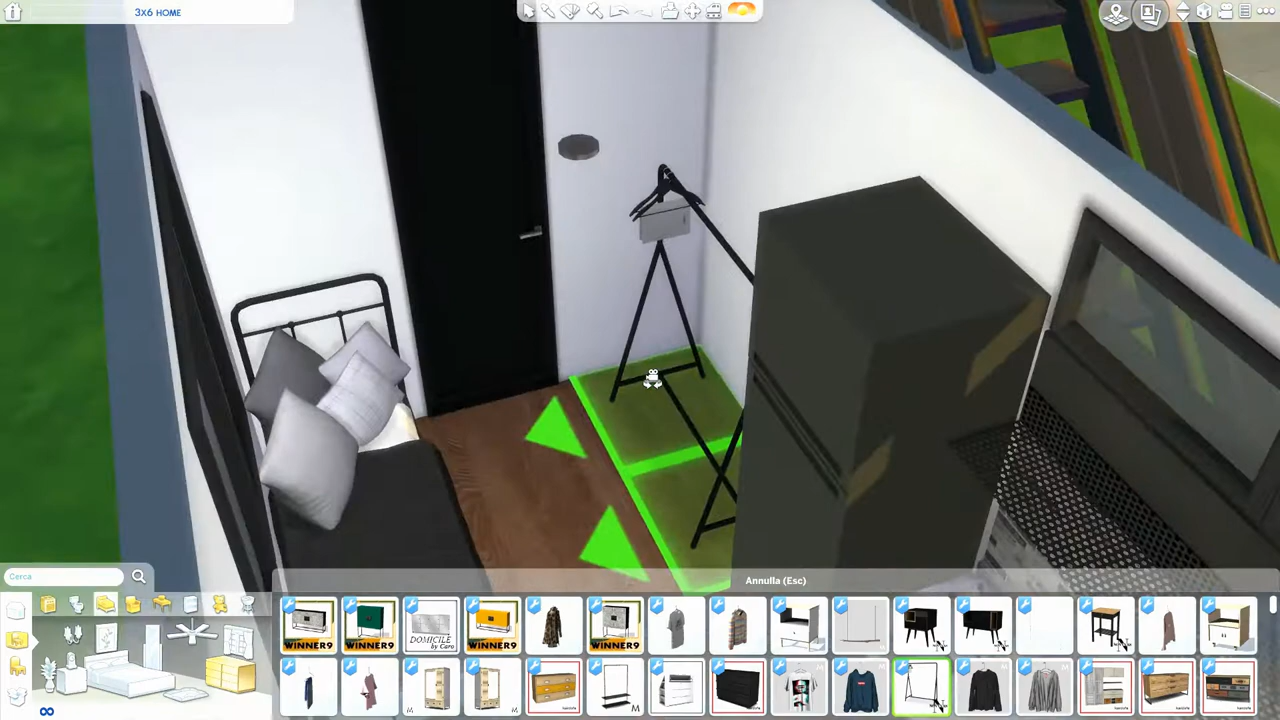 3X6 HOME
Annulla (Esc)
Cerca
WINNER9
WINNER9
DOMICILE
by Caro
WINNER9
WINNER9
M
M
M
M
M